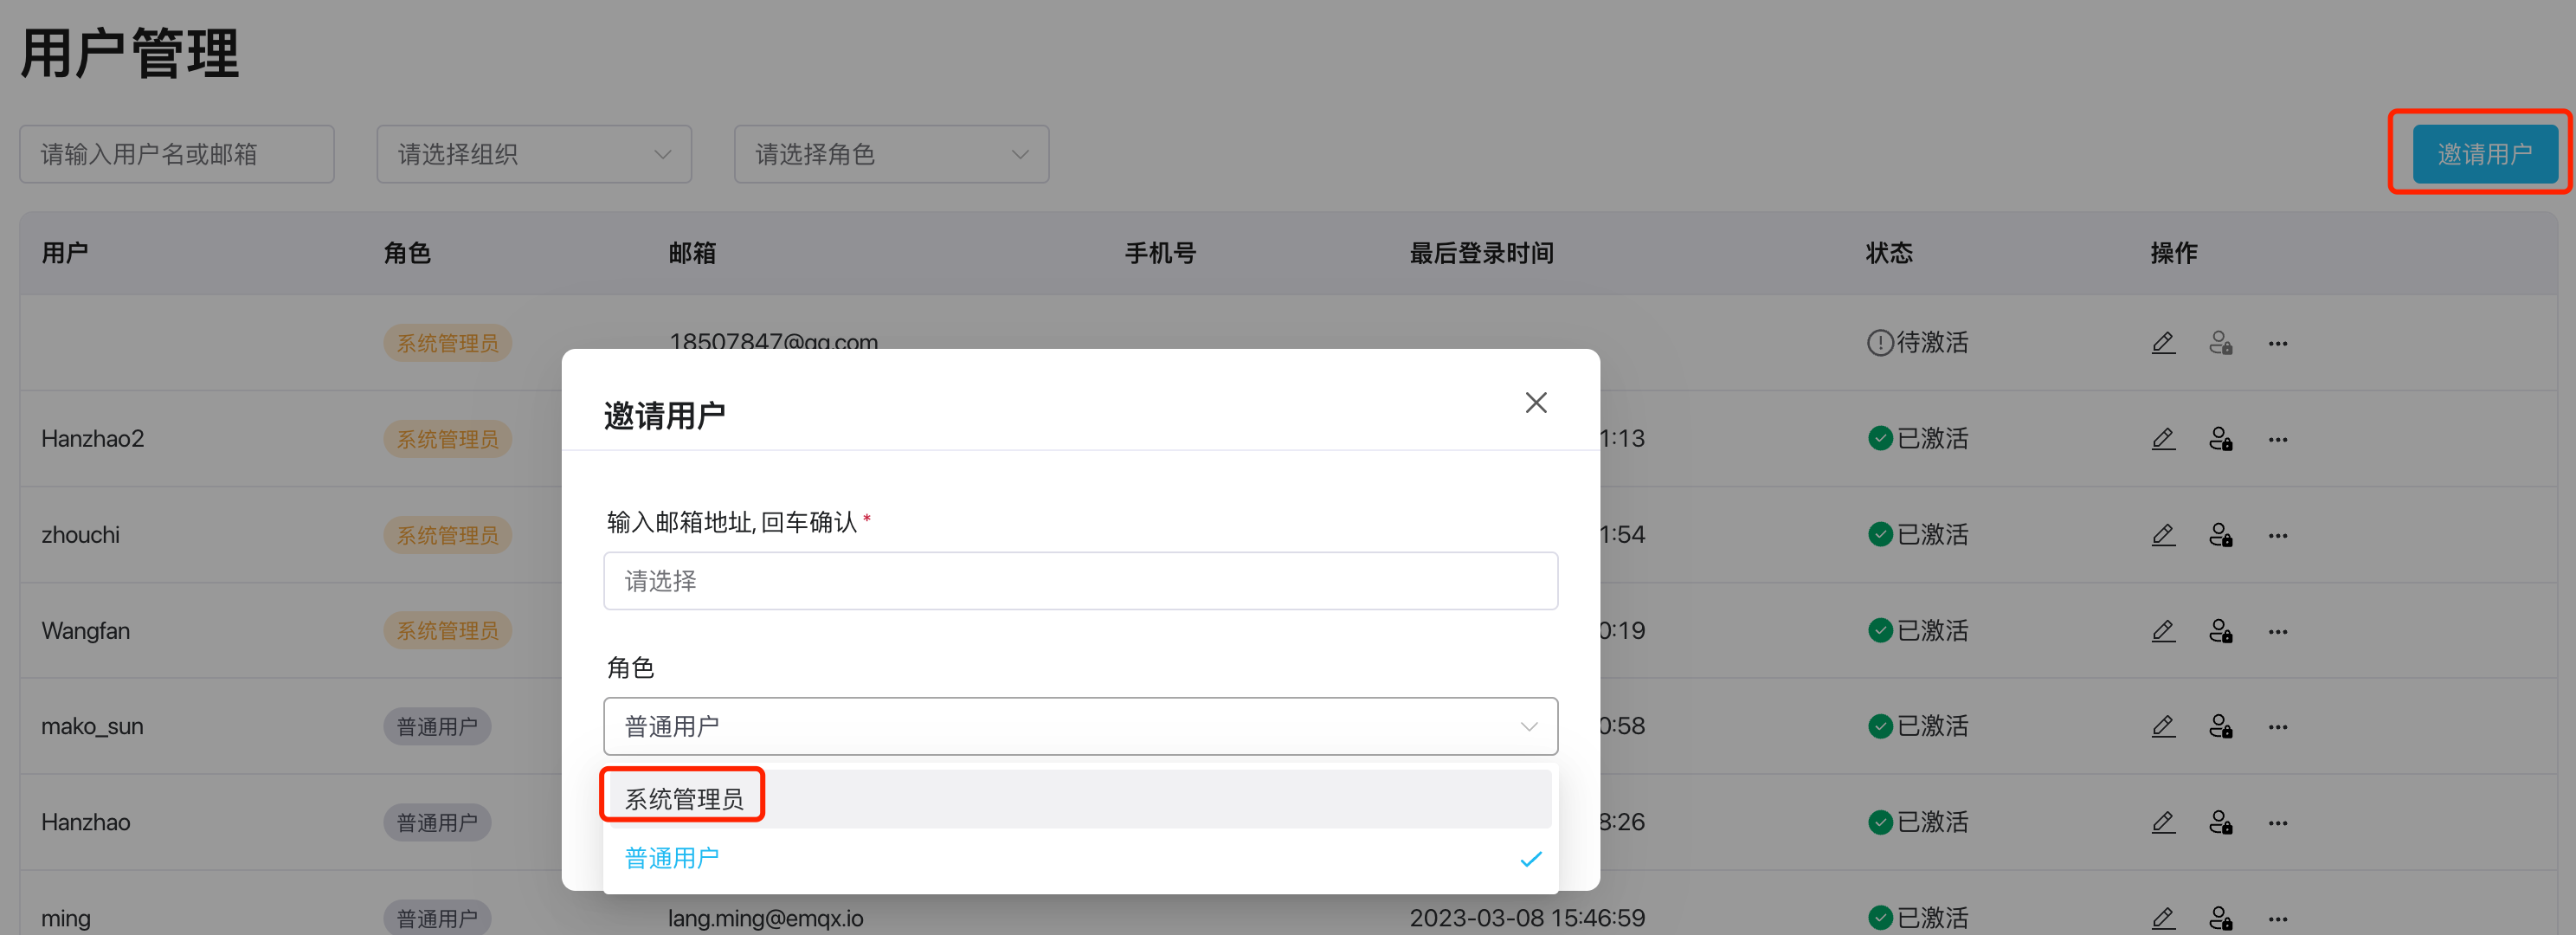 用户管理
请输入用户名或邮箱 请选择组织 请选择角色 邀请用户
用户 角色 邮箱 手机号 最后登录时间 状态 操作
系统管理员 18507847@qq.com 待激活
Hanzhao2 系统管理员 1:13 已激活
zhouchi 系统管理员 1:54 已激活
Wangfan 系统管理员 0:19 已激活
mako_sun 普通用户 0:58 已激活
Hanzhao 普通用户 8:26 已激活
ming 普通用户 lang.ming@emqx.io 2023-03-08 15:46:59 已激活
邀请用户
输入邮箱地址,回车确认*
请选择
角色
普通用户
系统管理员
普通用户